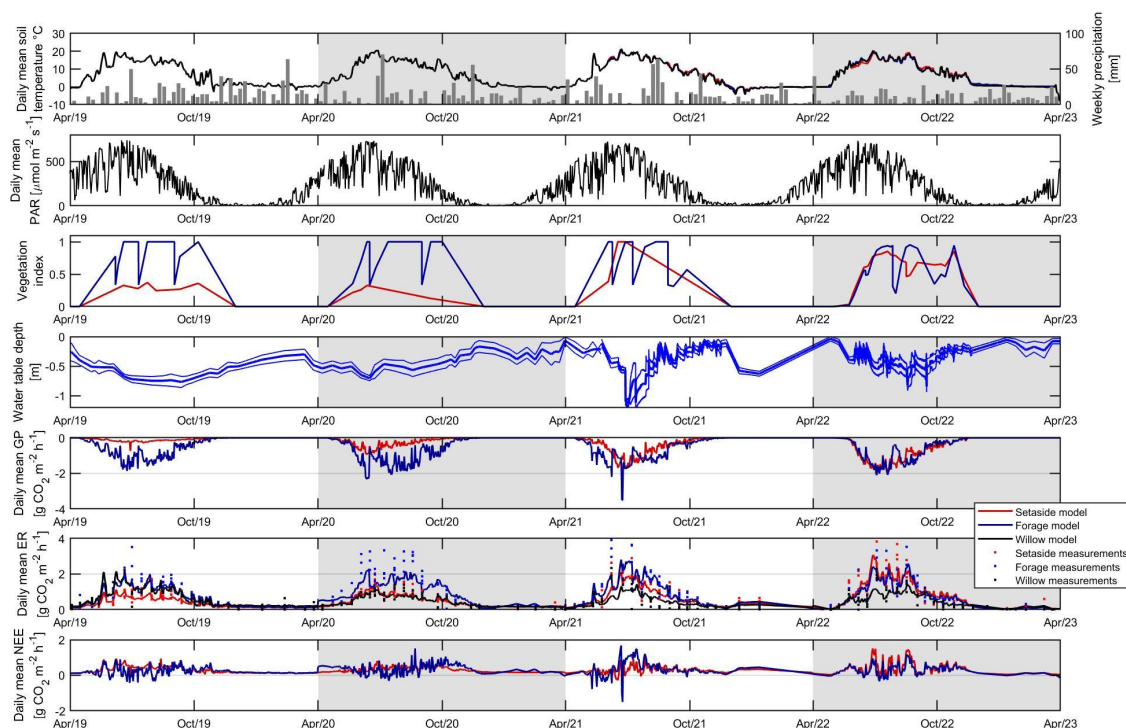 Daily mean soil
temperature °C
30
20
10
0
-10
100
50
0
Weekly precipitation
[mm]
Apr/19 Oct/19 Apr/20 Oct/20 Apr/21 Oct/21 Apr/22 Oct/22 Apr/23
Daily mean
PAR [μmol m-2 s-1]
500
0
Apr/19 Oct/19 Apr/20 Oct/20 Apr/21 Oct/21 Apr/22 Oct/22 Apr/23
Vegetation
index
1
0.5
0
Apr/19 Oct/19 Apr/20 Oct/20 Apr/21 Oct/21 Apr/22 Oct/22 Apr/23
Water table depth
[m]
0
-0.5
-1
Apr/19 Oct/19 Apr/20 Oct/20 Apr/21 Oct/21 Apr/22 Oct/22 Apr/23
Daily mean GP
[g CO2 m-2 h-1]
0
-2
-4
Apr/19 Oct/19 Apr/20 Oct/20 Apr/21 Oct/21 Apr/22 Oct/22 Apr/23
Setaside model
Forage model
Willow model
Setaside measurements
Forage measurements
Willow measurements
Daily mean ER
[g CO2 m-2 h-1]
4
2
0
Apr/19 Oct/19 Apr/20 Oct/20 Apr/21 Oct/21 Apr/22 Oct/22 Apr/23
Daily mean NEE
[g CO2 m-2 h-1]
2
0
-2
Apr/19 Oct/19 Apr/20 Oct/20 Apr/21 Oct/21 Apr/22 Oct/22 Apr/23